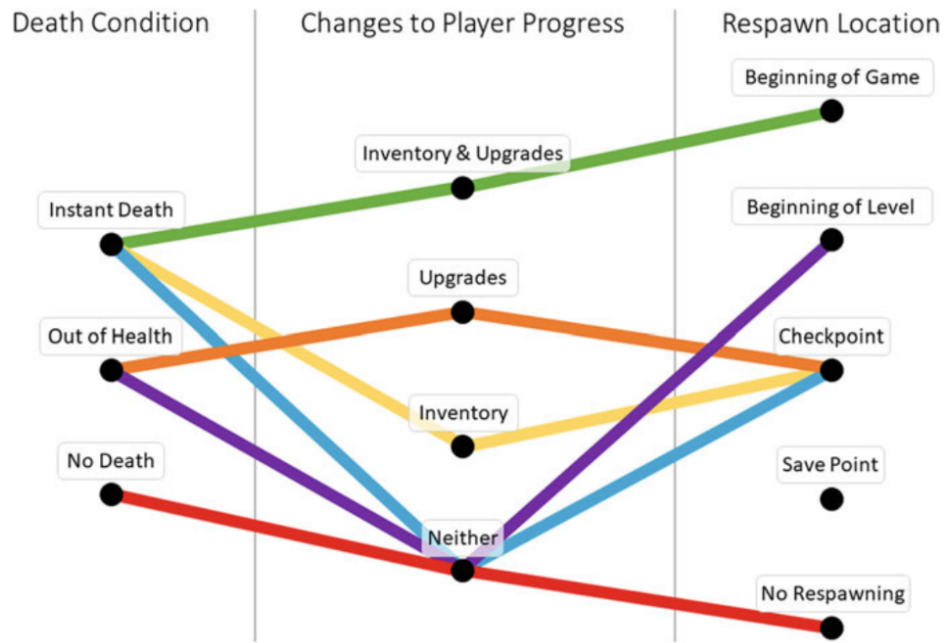 Death Condition
Changes to Player Progress
Respawn Location
Beginning of Game
Inventory & Upgrades
Instant Death
Beginning of Level
Upgrades
Out of Health
Checkpoint
Inventory
No Death
Save Point
Neither
No Respawning